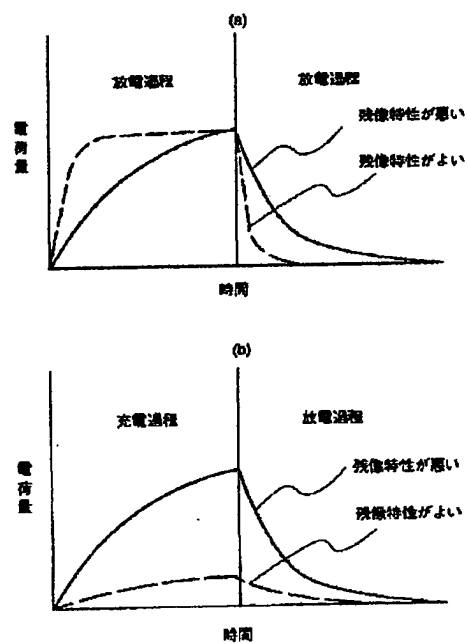 (a)
放電過程 放電過程
残像特性が悪い
残像特性がよい
電荷量
時間
(b)
充電過程 放電過程
残像特性が悪い
残像特性がよい
電荷量
時間